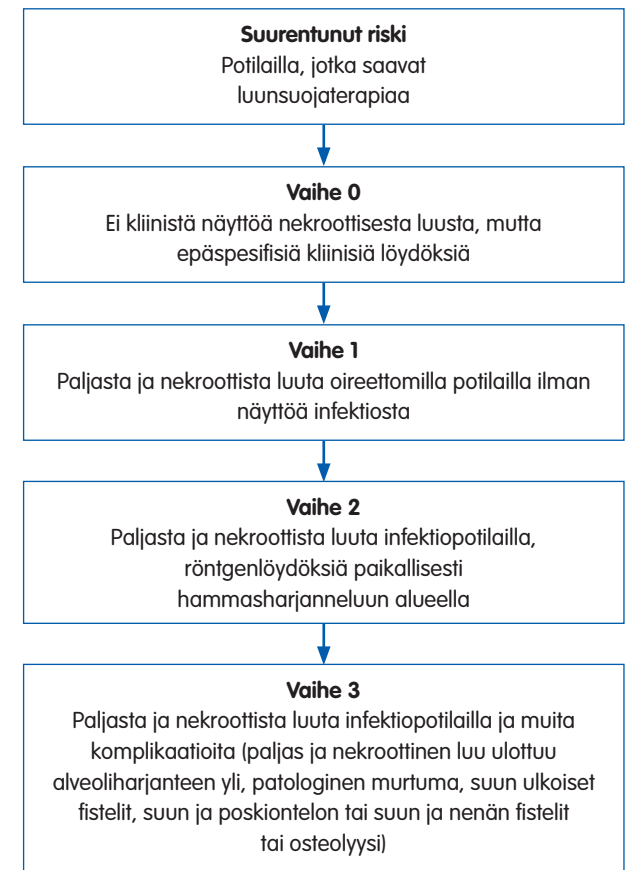 Suurentunut riski
Potilailla, jotka saavat
luunsuojaterapiaa
Vaihe 0
Ei kliinistä näyttöä nekroottisesta luusta, mutta
epäspesifisiä kliinisiä löydöksiä
Vaihe 1
Paljasta ja nekroottista luuta oireettomilla potilailla ilman
näyttöä infektiosta
Vaihe 2
Paljasta ja nekroottista luuta infektiopotilailla,
röntgenlöydöksiä paikallisesti
hammasharjanneluun alueella
Vaihe 3
Paljasta ja nekroottista luuta infektiopotilailla ja muita
komplikaatioita (paljas ja nekroottinen luu ulottuu
alveoliharjanteen yli, patologinen murtuma, suun ulkoiset
fistelit, suun ja poskiontelon tai suun ja nenän fistelit
tai osteolyysi)